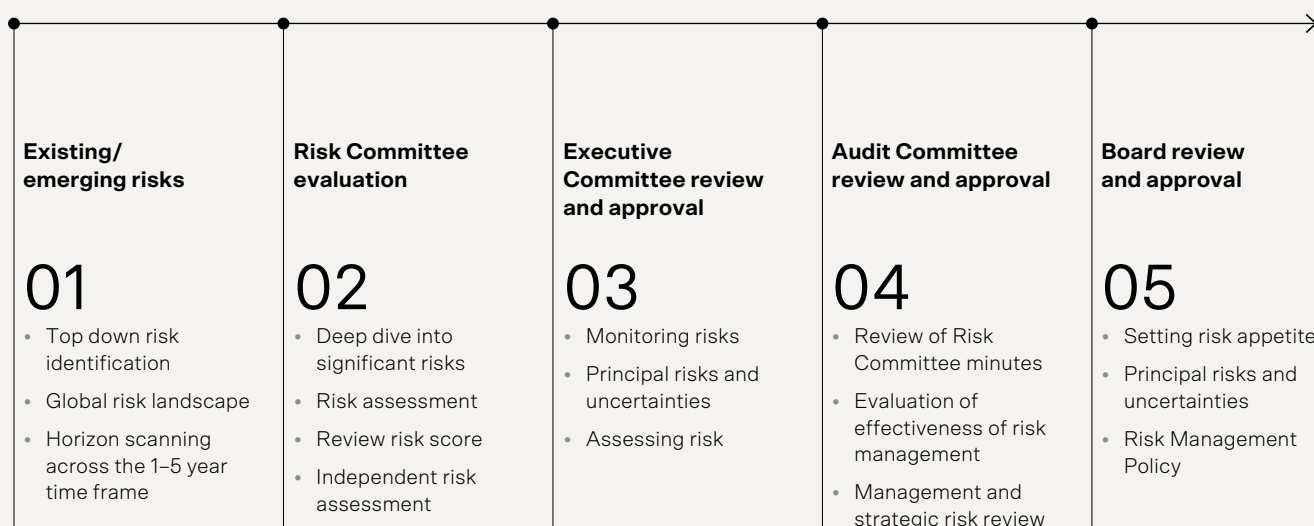 Existing/
emerging risks
01
• Top down risk
identification
• Global risk landscape
• Horizon scanning
across the 1–5 year
time frame
Risk Committee
evaluation
02
• Deep dive into
significant risks
• Risk assessment
• Review risk score
• Independent risk
assessment
Executive
Committee review
and approval
03
• Monitoring risks
• Principal risks and
uncertainties
• Assessing risk
Audit Committee
review and approval
04
• Review of Risk
Committee minutes
• Evaluation of
effectiveness of risk
management
• Management and
strategic risk review
Board review
and approval
05
• Setting risk appetite
• Principal risks and
uncertainties
• Risk Management
Policy